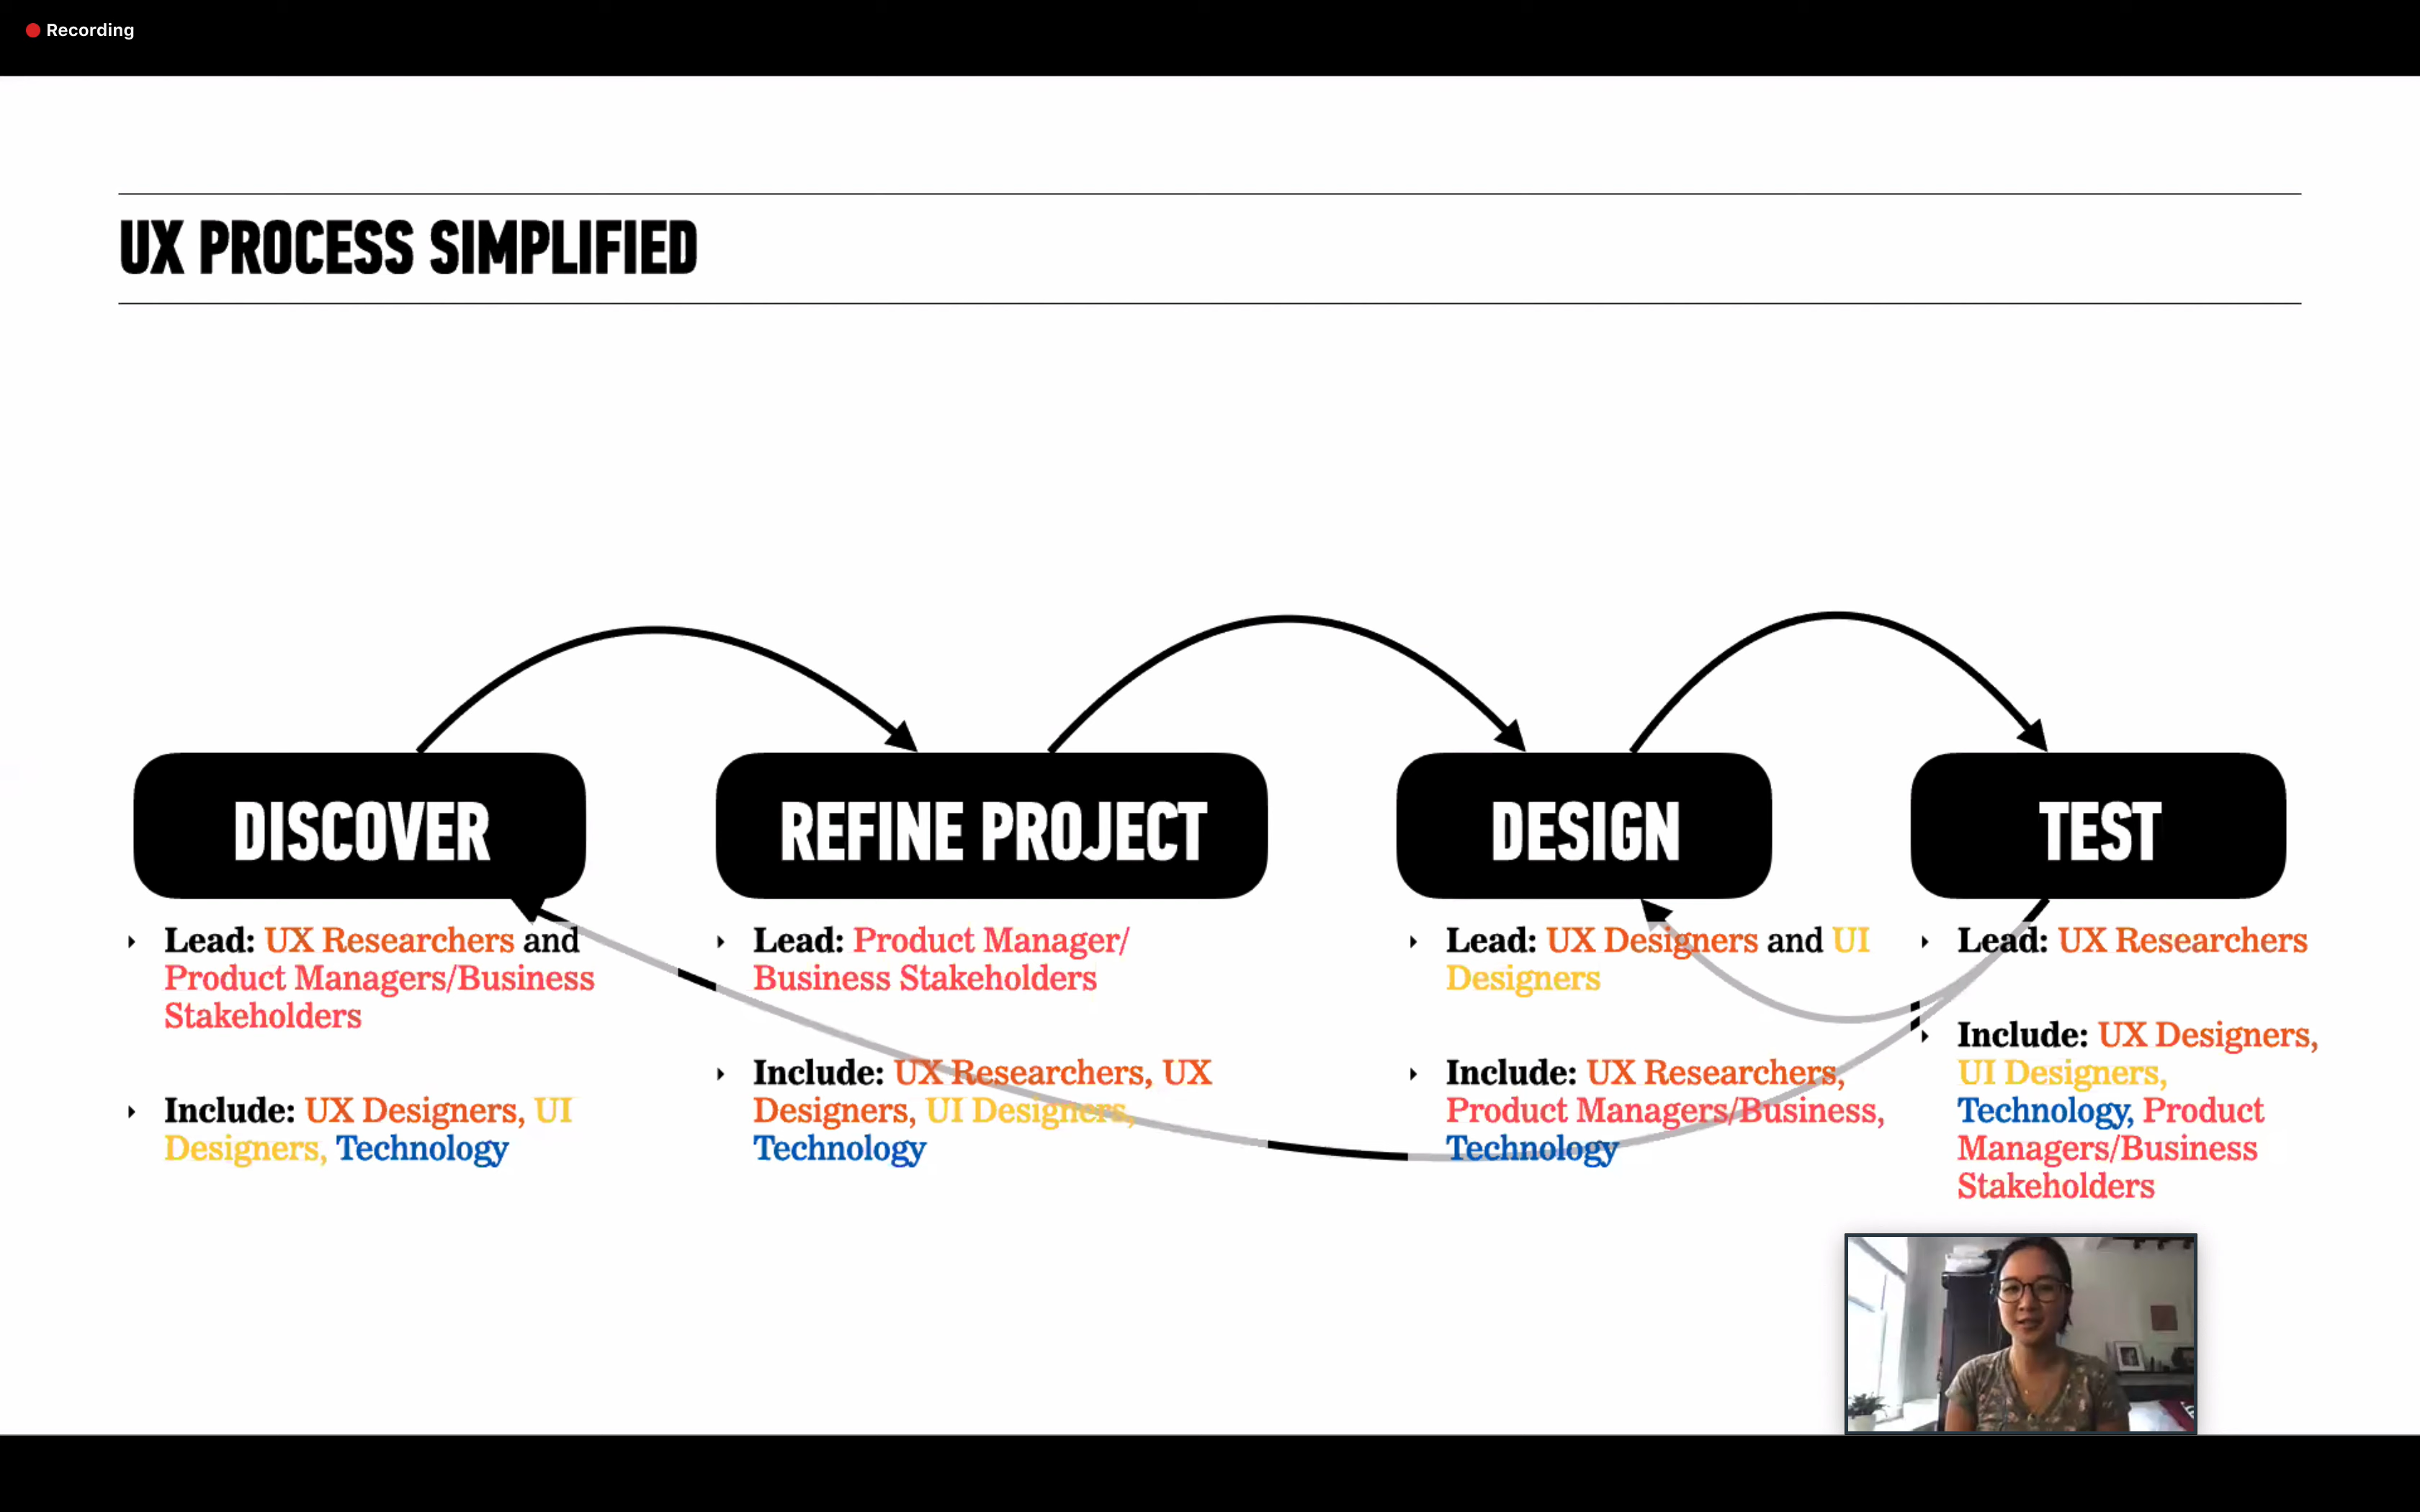 Recording
UX PROCESS SIMPLIFIED
DISCOVER
Lead: UX Researchers and
Product Managers/Business
Stakeholders
Include: UX Designers, UI
Designers, Technology
REFINE PROJECT
Lead: Product Manager/
Business Stakeholders
Include: UX Researchers, UX
Designers, UI Designers,
Technology
DESIGN
Lead: UX Designers and UI
Designers
Include: UX Researchers,
Product Managers/Business,
Technology
TEST
Lead: UX Researchers
Include: UX Designers,
UI Designers,
Technology, Product
Managers/Business
Stakeholders